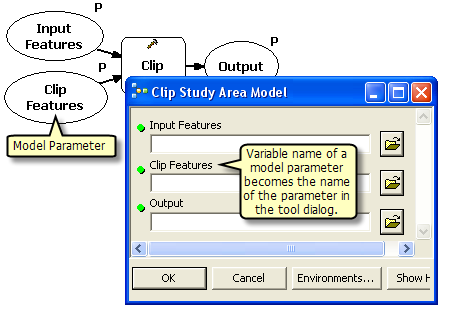 P
Input
Features
P
Clip
Output
Clip
Features
Model Parameter
Clip Study Area Model
Input Features
Clip Features
Variable name of a
model parameter
becomes the name
of the parameter in
the tool dialog.
Output
OK
Cancel
Environments...
Show H
P